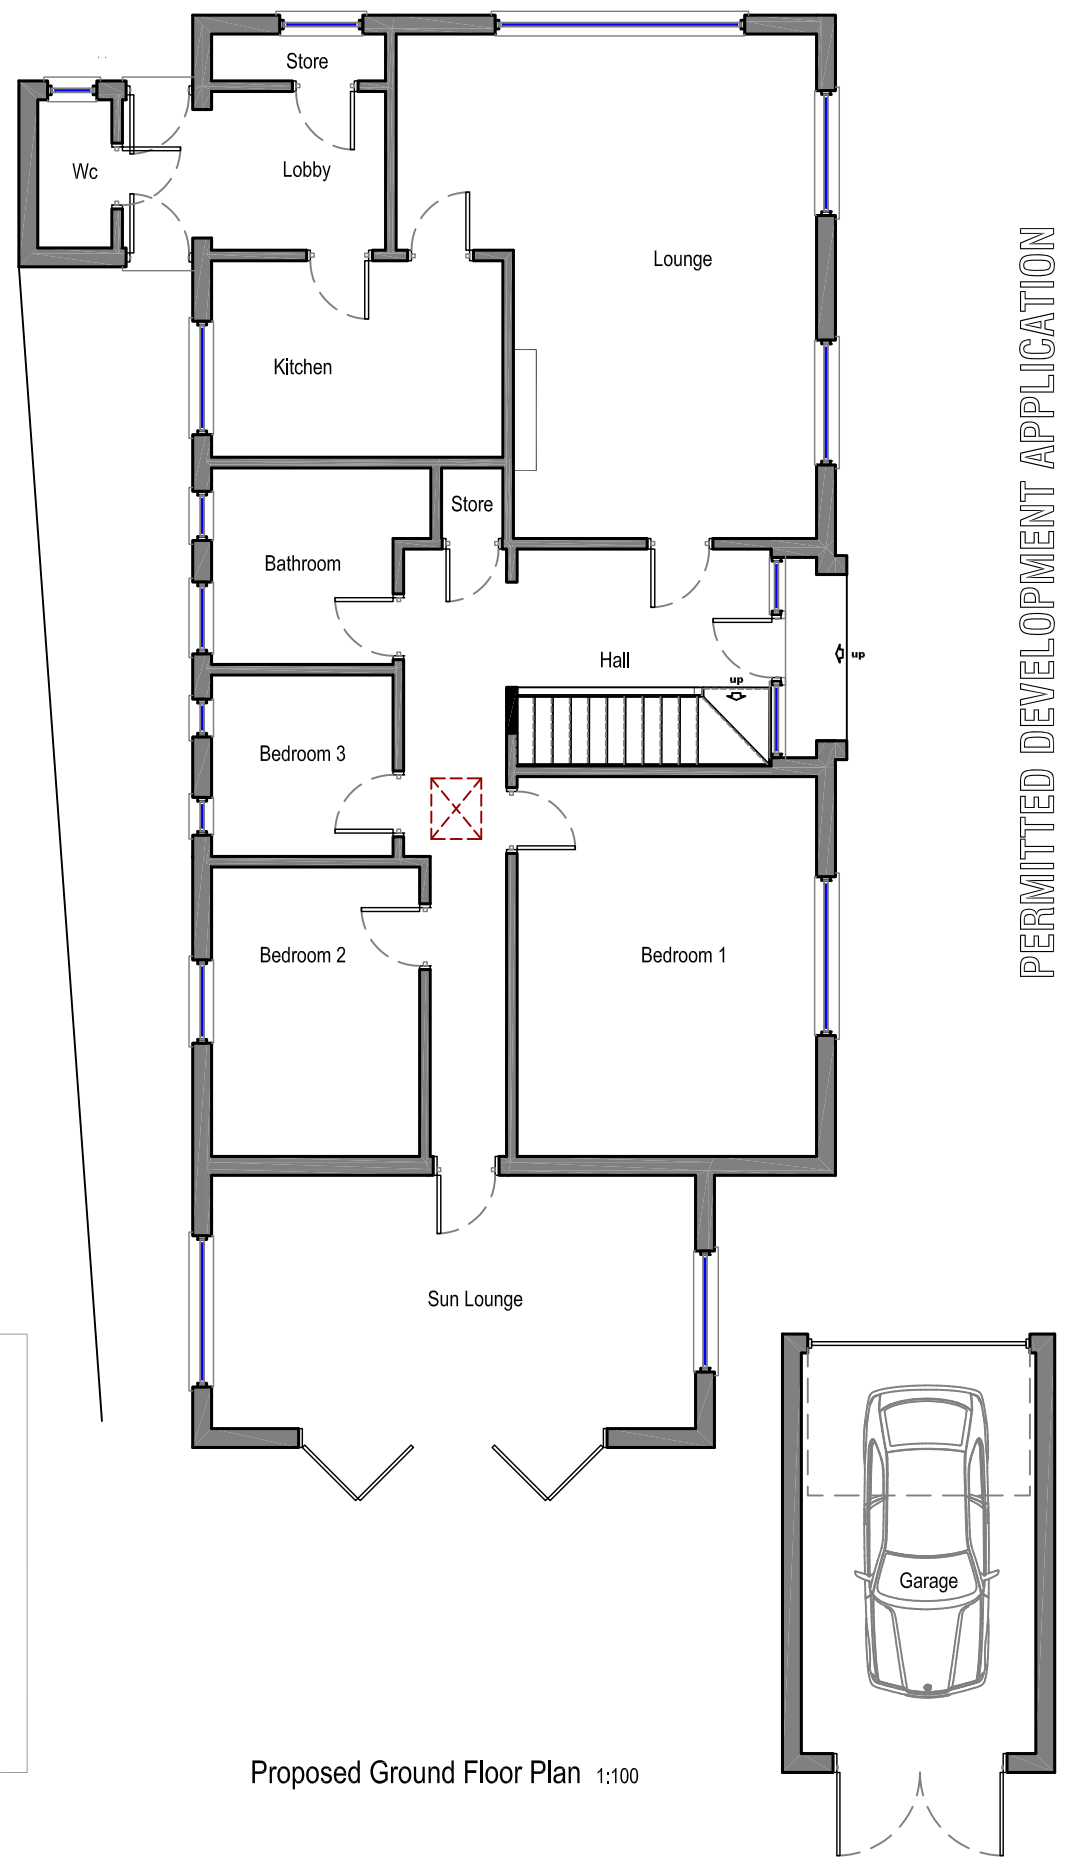 Store
Wc
Lobby
Lounge
Kitchen
Store
Bathroom
Hall
up
up
Bedroom 3
Bedroom 2
Bedroom 1
Sun Lounge
Garage
Proposed Ground Floor Plan 1:100
PERMITTED DEVELOPMENT APPLICATION